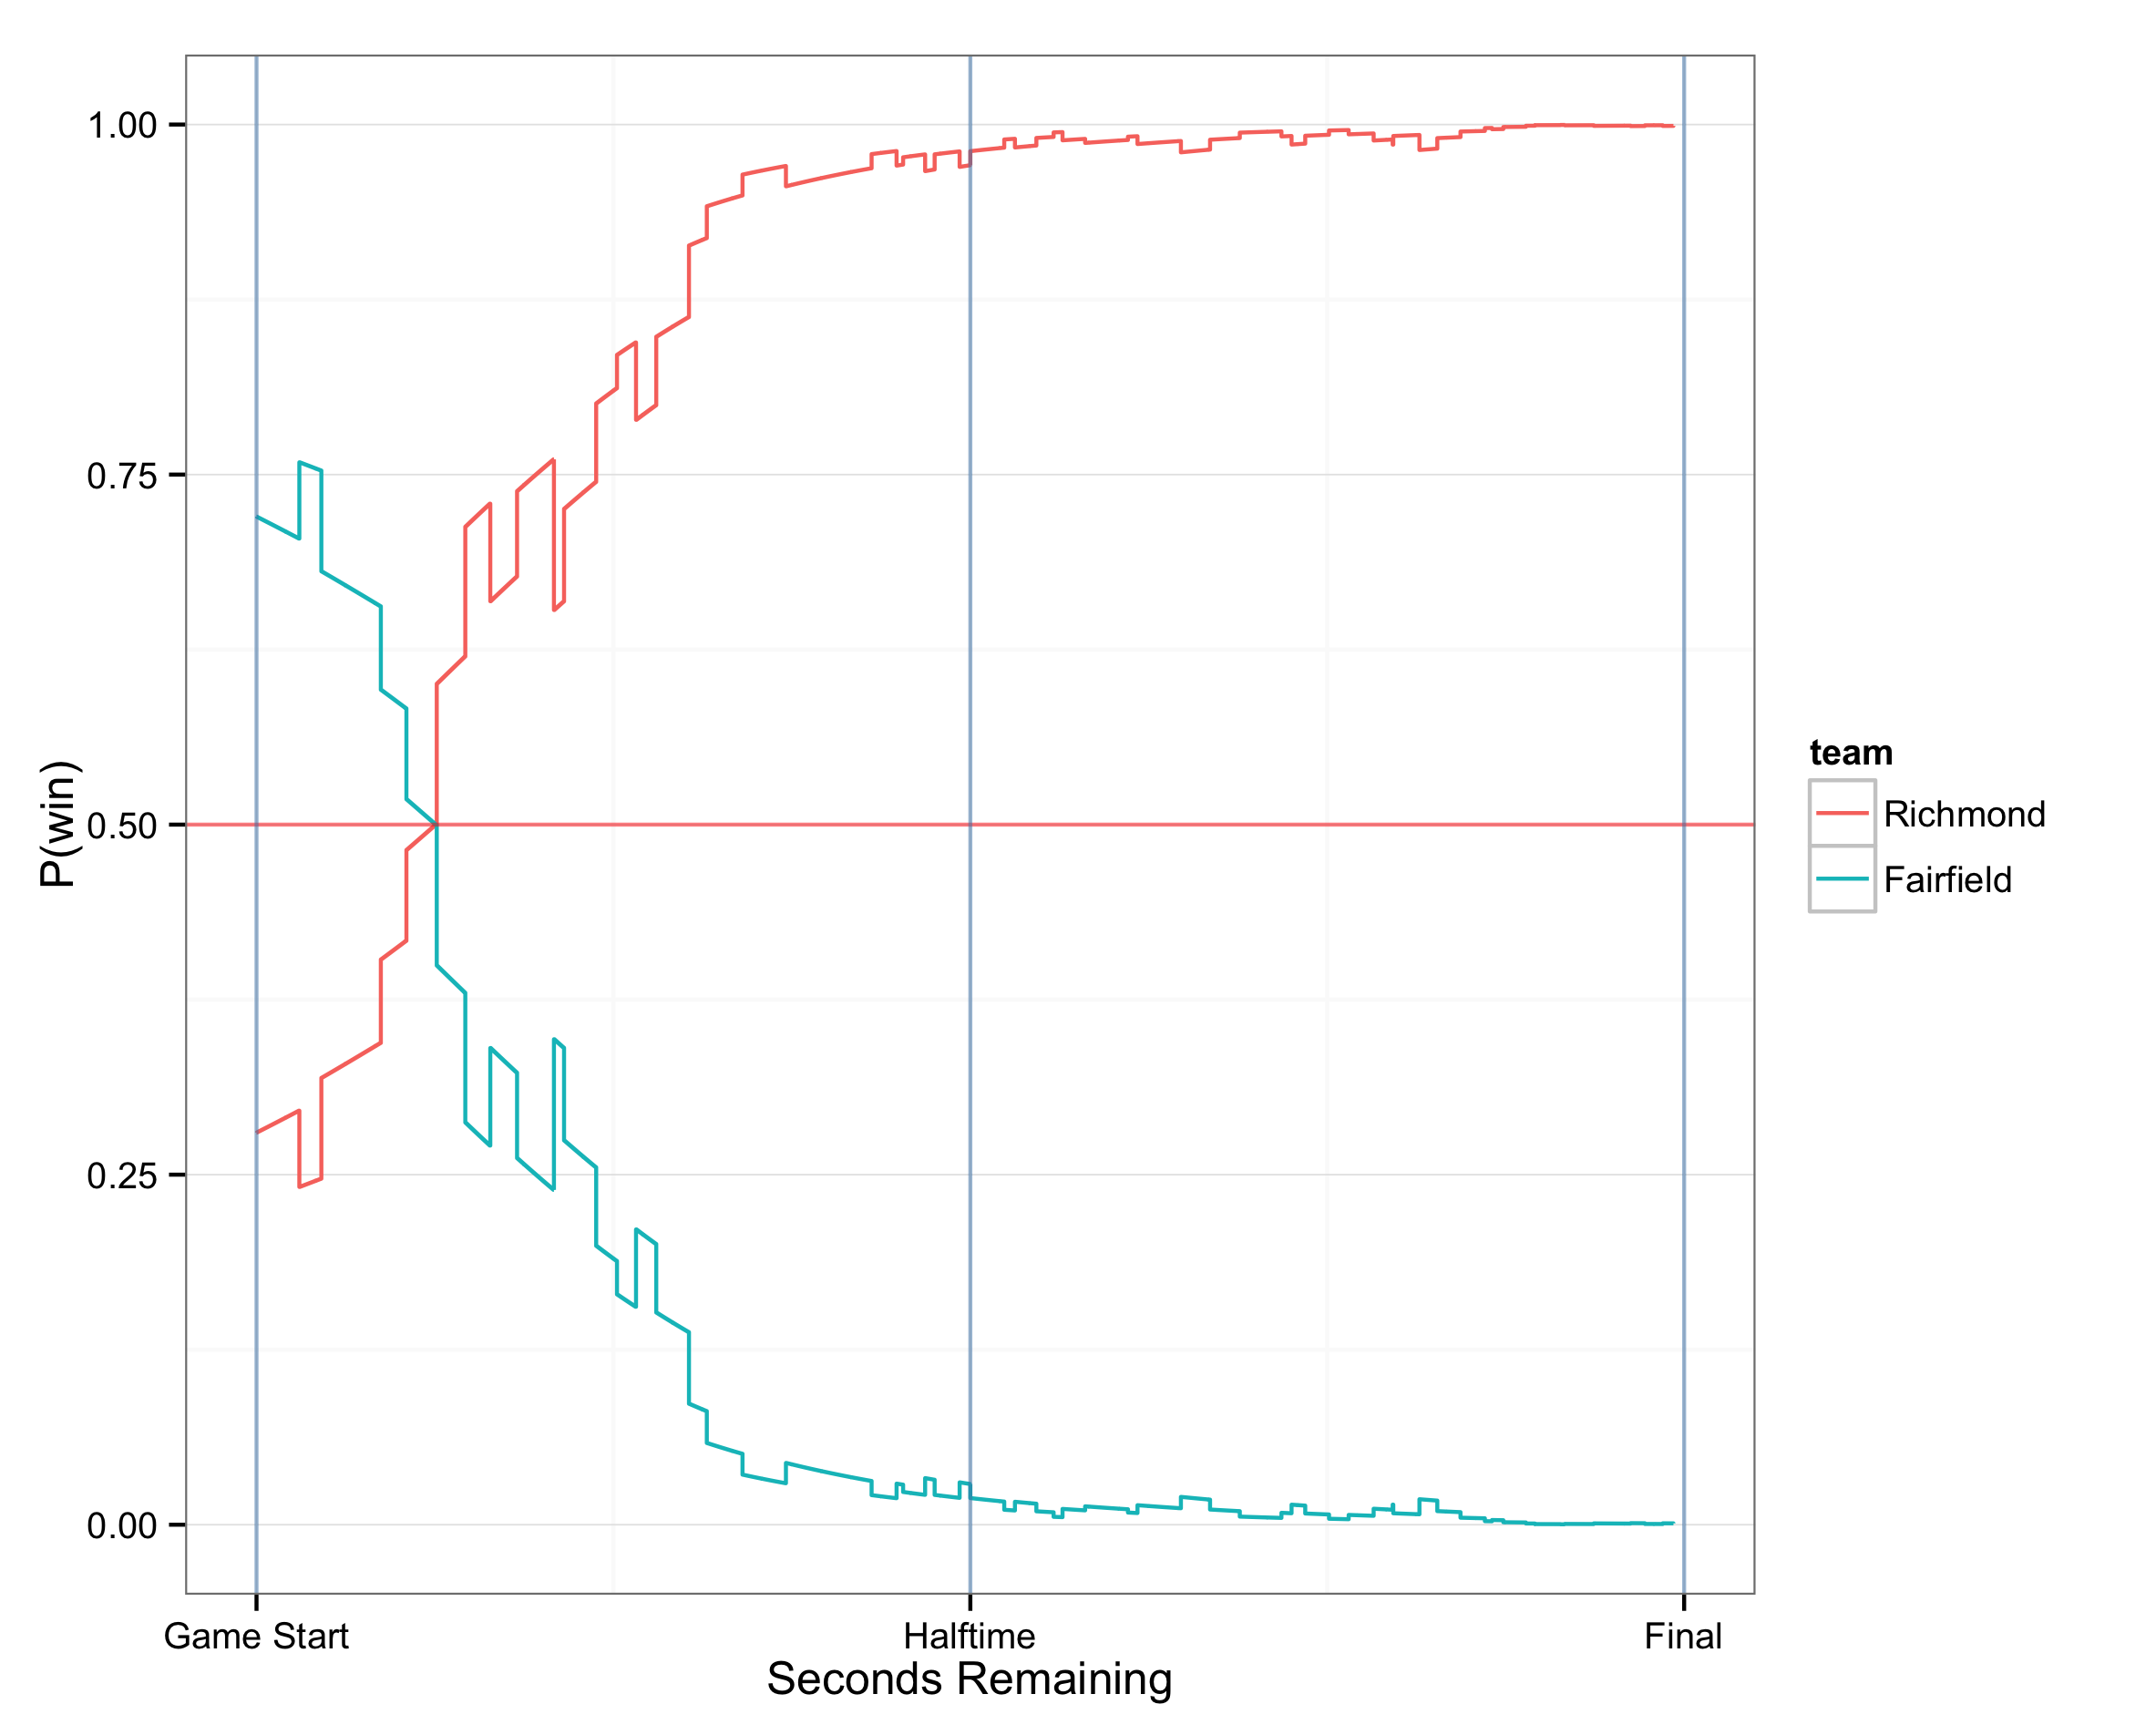 1.00
0.75
0.50
0.25
0.00
P(win)
Game Start
Halftime
Final
Seconds Remaining
team
Richmond
Fairfield